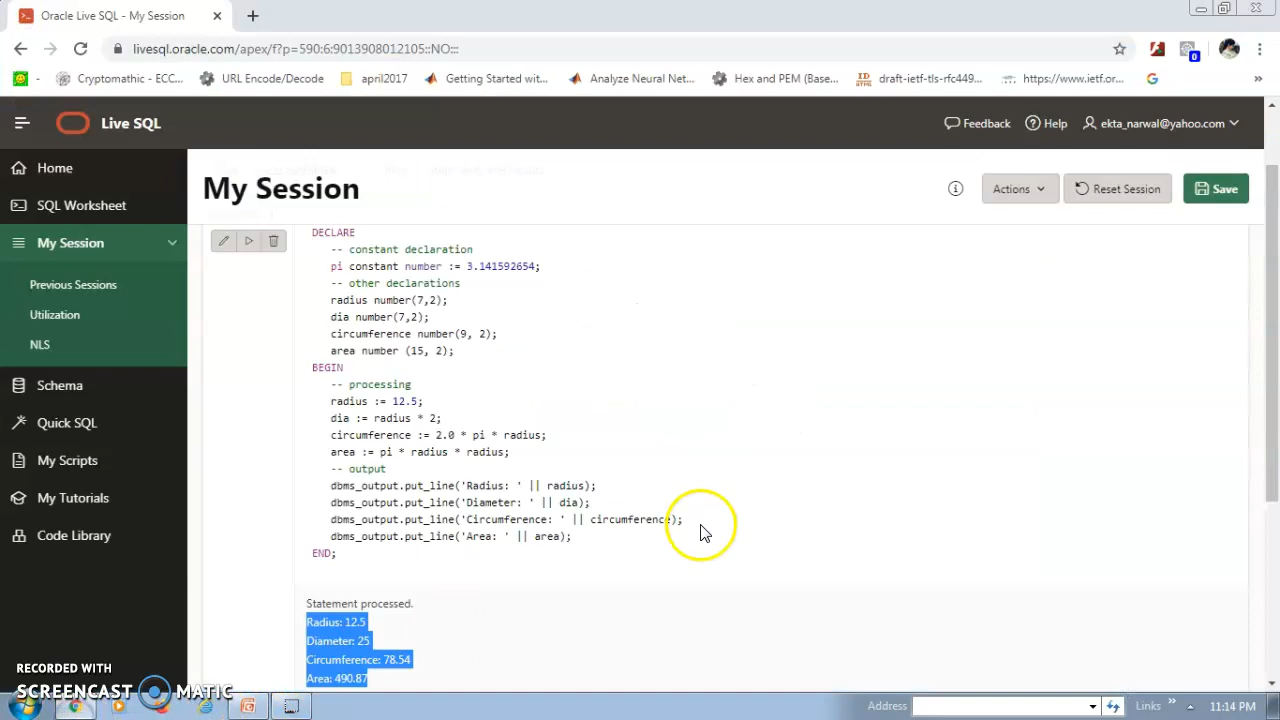 Oracle Live SQL - My Session
livesql.oracle.com/apex/f?p=590:6:9013908012105::NO:::
0
Cryptomathic - ECC... URL Encode/Decode april2017 Getting Started wit... Analyze Neural Net... Hex and PEM (Base... draft-ietf-tls-rfc449... https://www.ietf.or... »
Live SQL Feedback Help ekta_narwal@yahoo.com
Home
SQL Worksheet
My Session
Previous Sessions
Utilization
NLS
Schema
Quick SQL
My Scripts
My Tutorials
Code Library
My Session Actions Reset Session Save
DECLARE
-- constant declaration
pi constant number := 3.141592654;
-- other declarations
radius number(7,2);
dia number(7,2);
circumference number(9, 2);
area number (15, 2);
BEGIN
-- processing
radius := 12.5;
dia := radius * 2;
circumference := 2.0 * pi * radius;
area := pi * radius * radius;
-- output
dbms_output.put_line('Radius: ' || radius);
dbms_output.put_line('Diameter: ' || dia);
dbms_output.put_line('Circumference: ' || circumference);
dbms_output.put_line('Area: ' || area);
END;
Statement processed.
Radius: 12.5
Diameter: 25
Circumference: 78.54
Area: 490.87
RECORDED WITH
SCREENCAST MATIC
Address Links » 11:14 PM